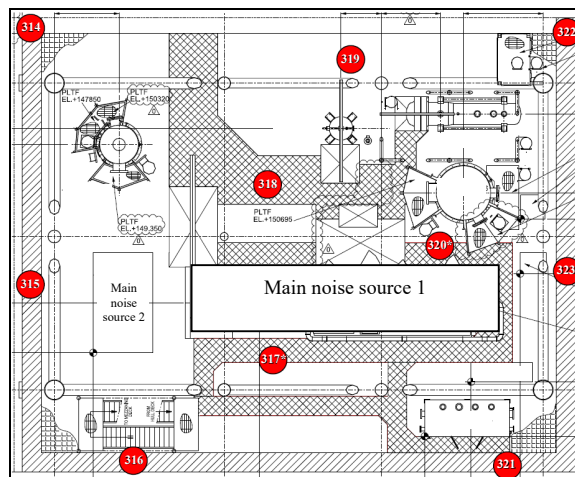 314
322
319
PLTF
EL.+147850
PLTF
EL.+150320
318
PLTF
EL.+150695
PLTF
EL.+149.350
320*
315
Main
noise
source 2
Main noise source 1
323
317*
316
321